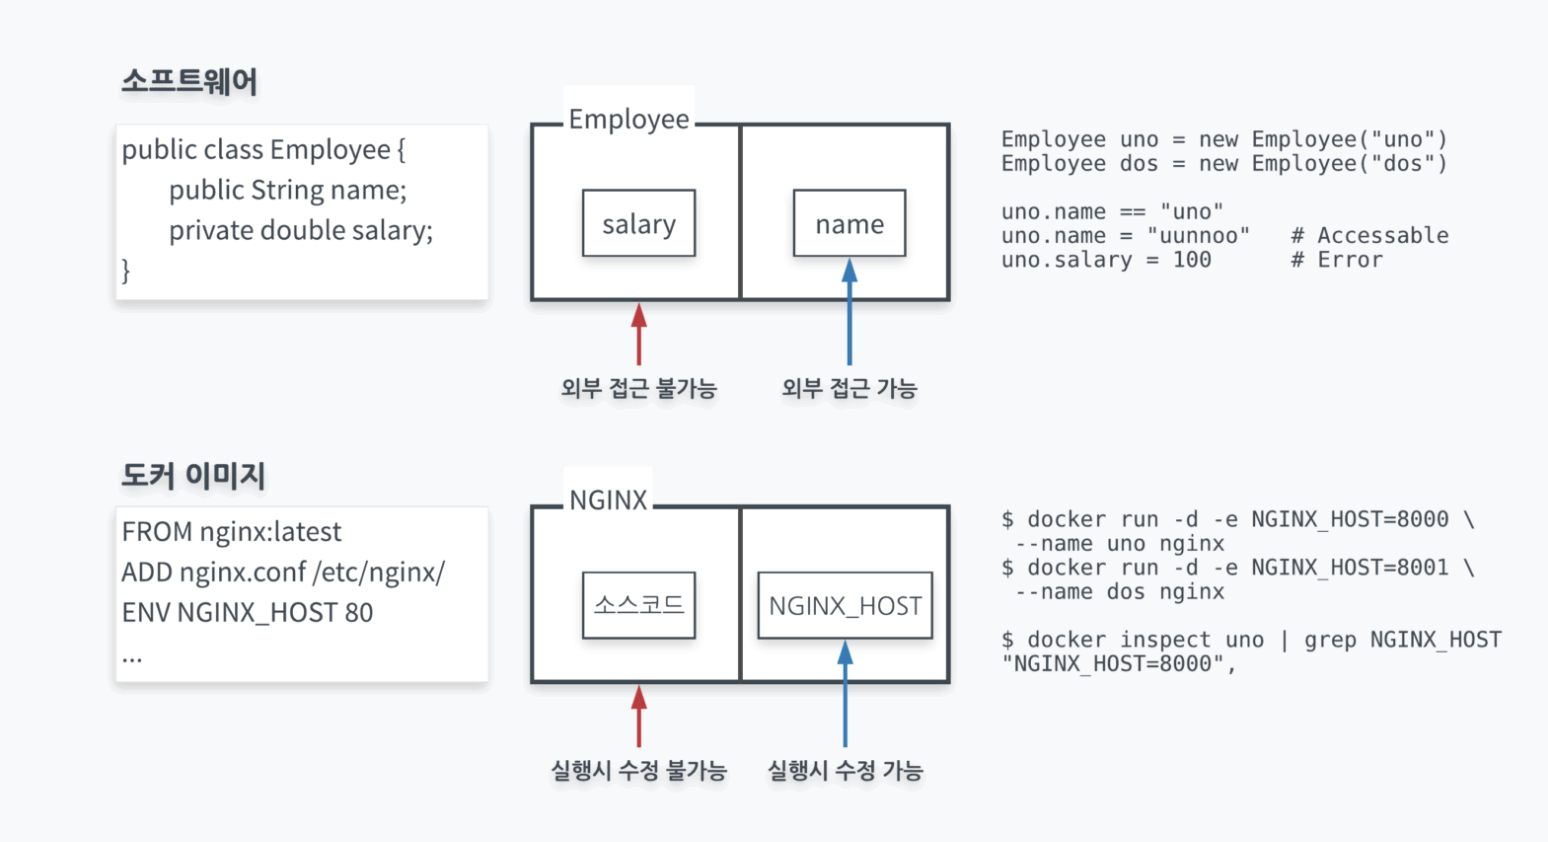 소프트웨어
public class Employee {
public String name;
private double salary;
}
Employee
salary
name
외부 접근 불가능
외부 접근 가능
Employee uno = new Employee("uno")
Employee dos = new Employee("dos")
uno.name == "uno"
uno.name = "uunnoo"   # Accessable
uno.salary = 100      # Error
도커 이미지
FROM nginx:latest
ADD nginx.conf /etc/nginx/
ENV NGINX_HOST 80
...
NGINX
소스코드
NGINX_HOST
실행시 수정 불가능
실행시 수정 가능
$ docker run -d -e NGINX_HOST=8000 \
--name uno nginx
$ docker run -d -e NGINX_HOST=8001 \
--name dos nginx
$ docker inspect uno | grep NGINX_HOST
"NGINX_HOST=8000",